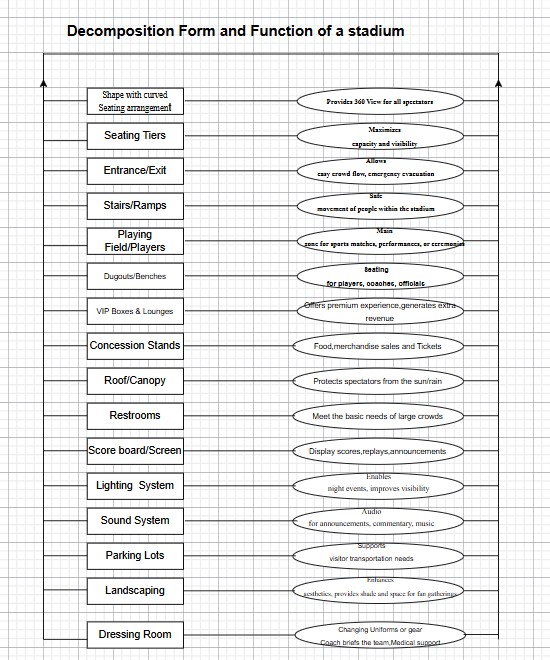 Decomposition Form and Function of a stadium
Shape with curved
Seating arrangement
Provides 360 View for all spectators
Seating Tiers
Maximizes
capacity and visibility
Entrance/Exit
Allows
easy crowd flow, emergency evacuation
Stairs/Ramps
Safe
movement of people within the stadium
Playing
Field/Players
Main
zone for sports matches, performances, or ceremonies
Dugouts/Benches
Seating
for players, coaches, officials
VIP Boxes & Lounges
Offers premium experience,generates extra
revenue
Concession Stands
Food,merchandise sales and Tickets
Roof/Canopy
Protects spectators from the sun/rain
Restrooms
Meet the basic needs of large crowds
Score board/Screen
Display scores,replays,announcements
Lighting System
Enables
night events, improves visibility
Sound System
Audio
for announcements, commentary, music
Parking Lots
Supports
visitor transportation needs
Landscaping
Enhances
aesthetics, provides shade and space for fan gatherings
Dressing Room
Changing Uniforms or gear
Coach briefs the team,Medical support